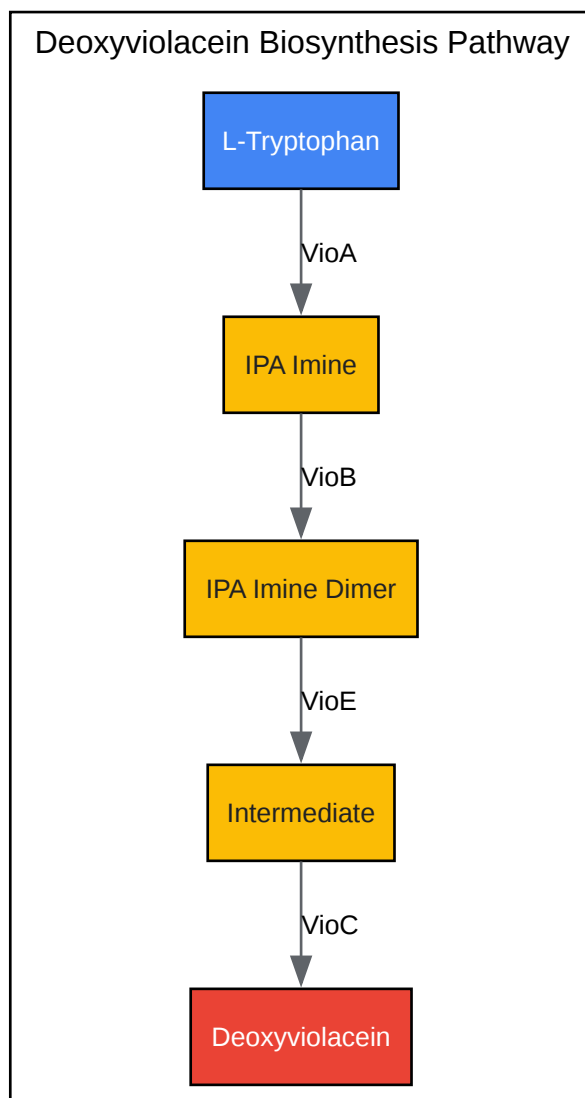 Deoxyviolacein Biosynthesis Pathway
L-Tryptophan
VioA
IPA Imine
VioB
IPA Imine Dimer
VioE
Intermediate
VioC
Deoxyviolacein